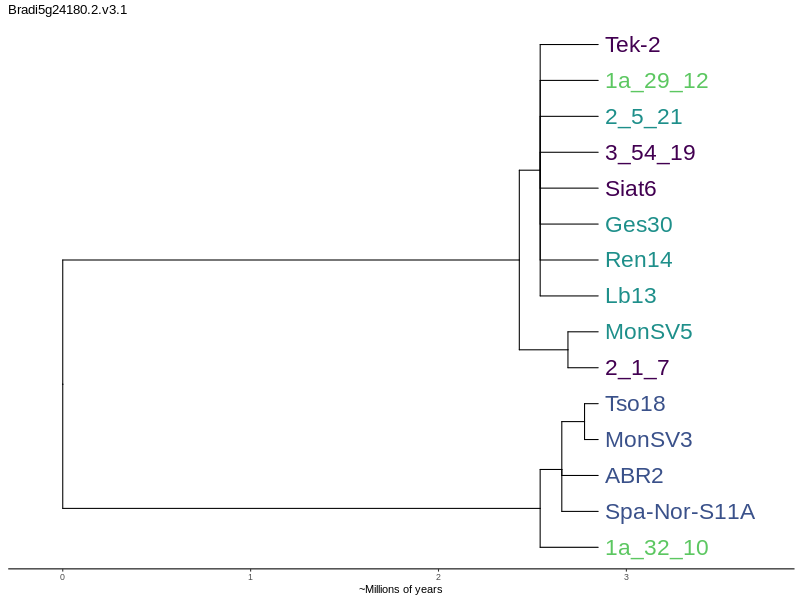 Bradi5g24180.2.v3.1
Tek-2
1a_29_12
2_5_21
3_54_19
Siat6
Ges30
Ren14
Lb13
MonSV5
2_1_7
Tso18
MonSV3
ABR2
Spa-Nor-S11A
1a_32_10
0 1 2 3
~Millions of years